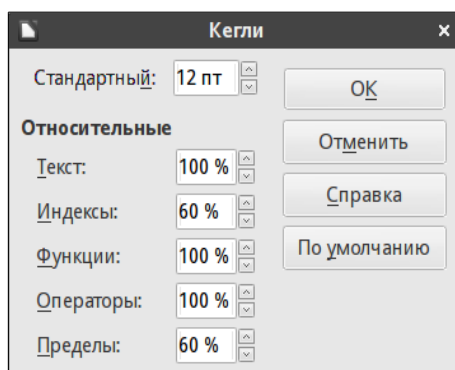 Кегли ×
Стандартный: 12 пт
ОК
Относительные
Отменить
Текст: 100 %
Справка
Индексы: 60 %
По умолчанию
Функции: 100 %
Операторы: 100 %
Пределы: 60 %